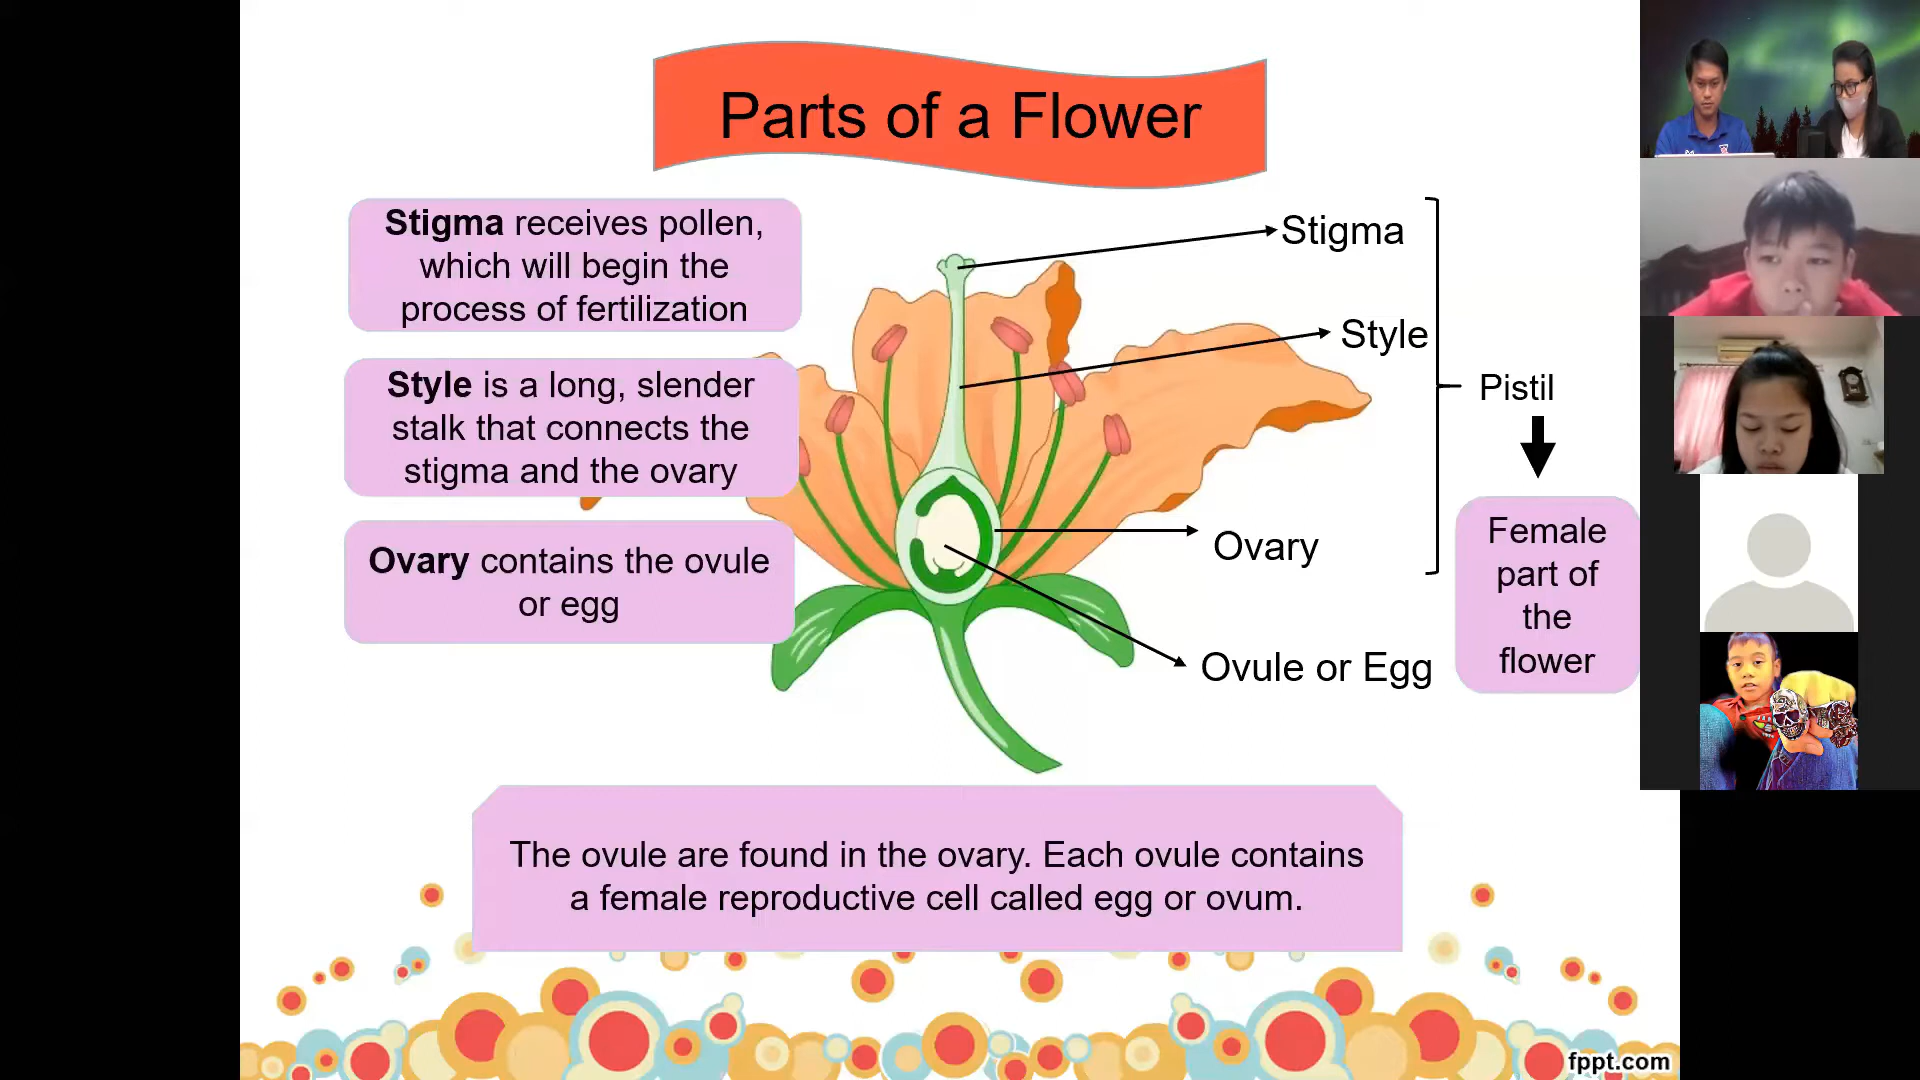 Parts of a Flower
Stigma receives pollen,
which will begin the
process of fertilization
Style is a long, slender
stalk that connects the
stigma and the ovary
Ovary contains the ovule
or egg
Stigma
Style
Pistil
Ovary
Ovule or Egg
Female
part of
the
flower
The ovule are found in the ovary. Each ovule contains
a female reproductive cell called egg or ovum.
fppt.com